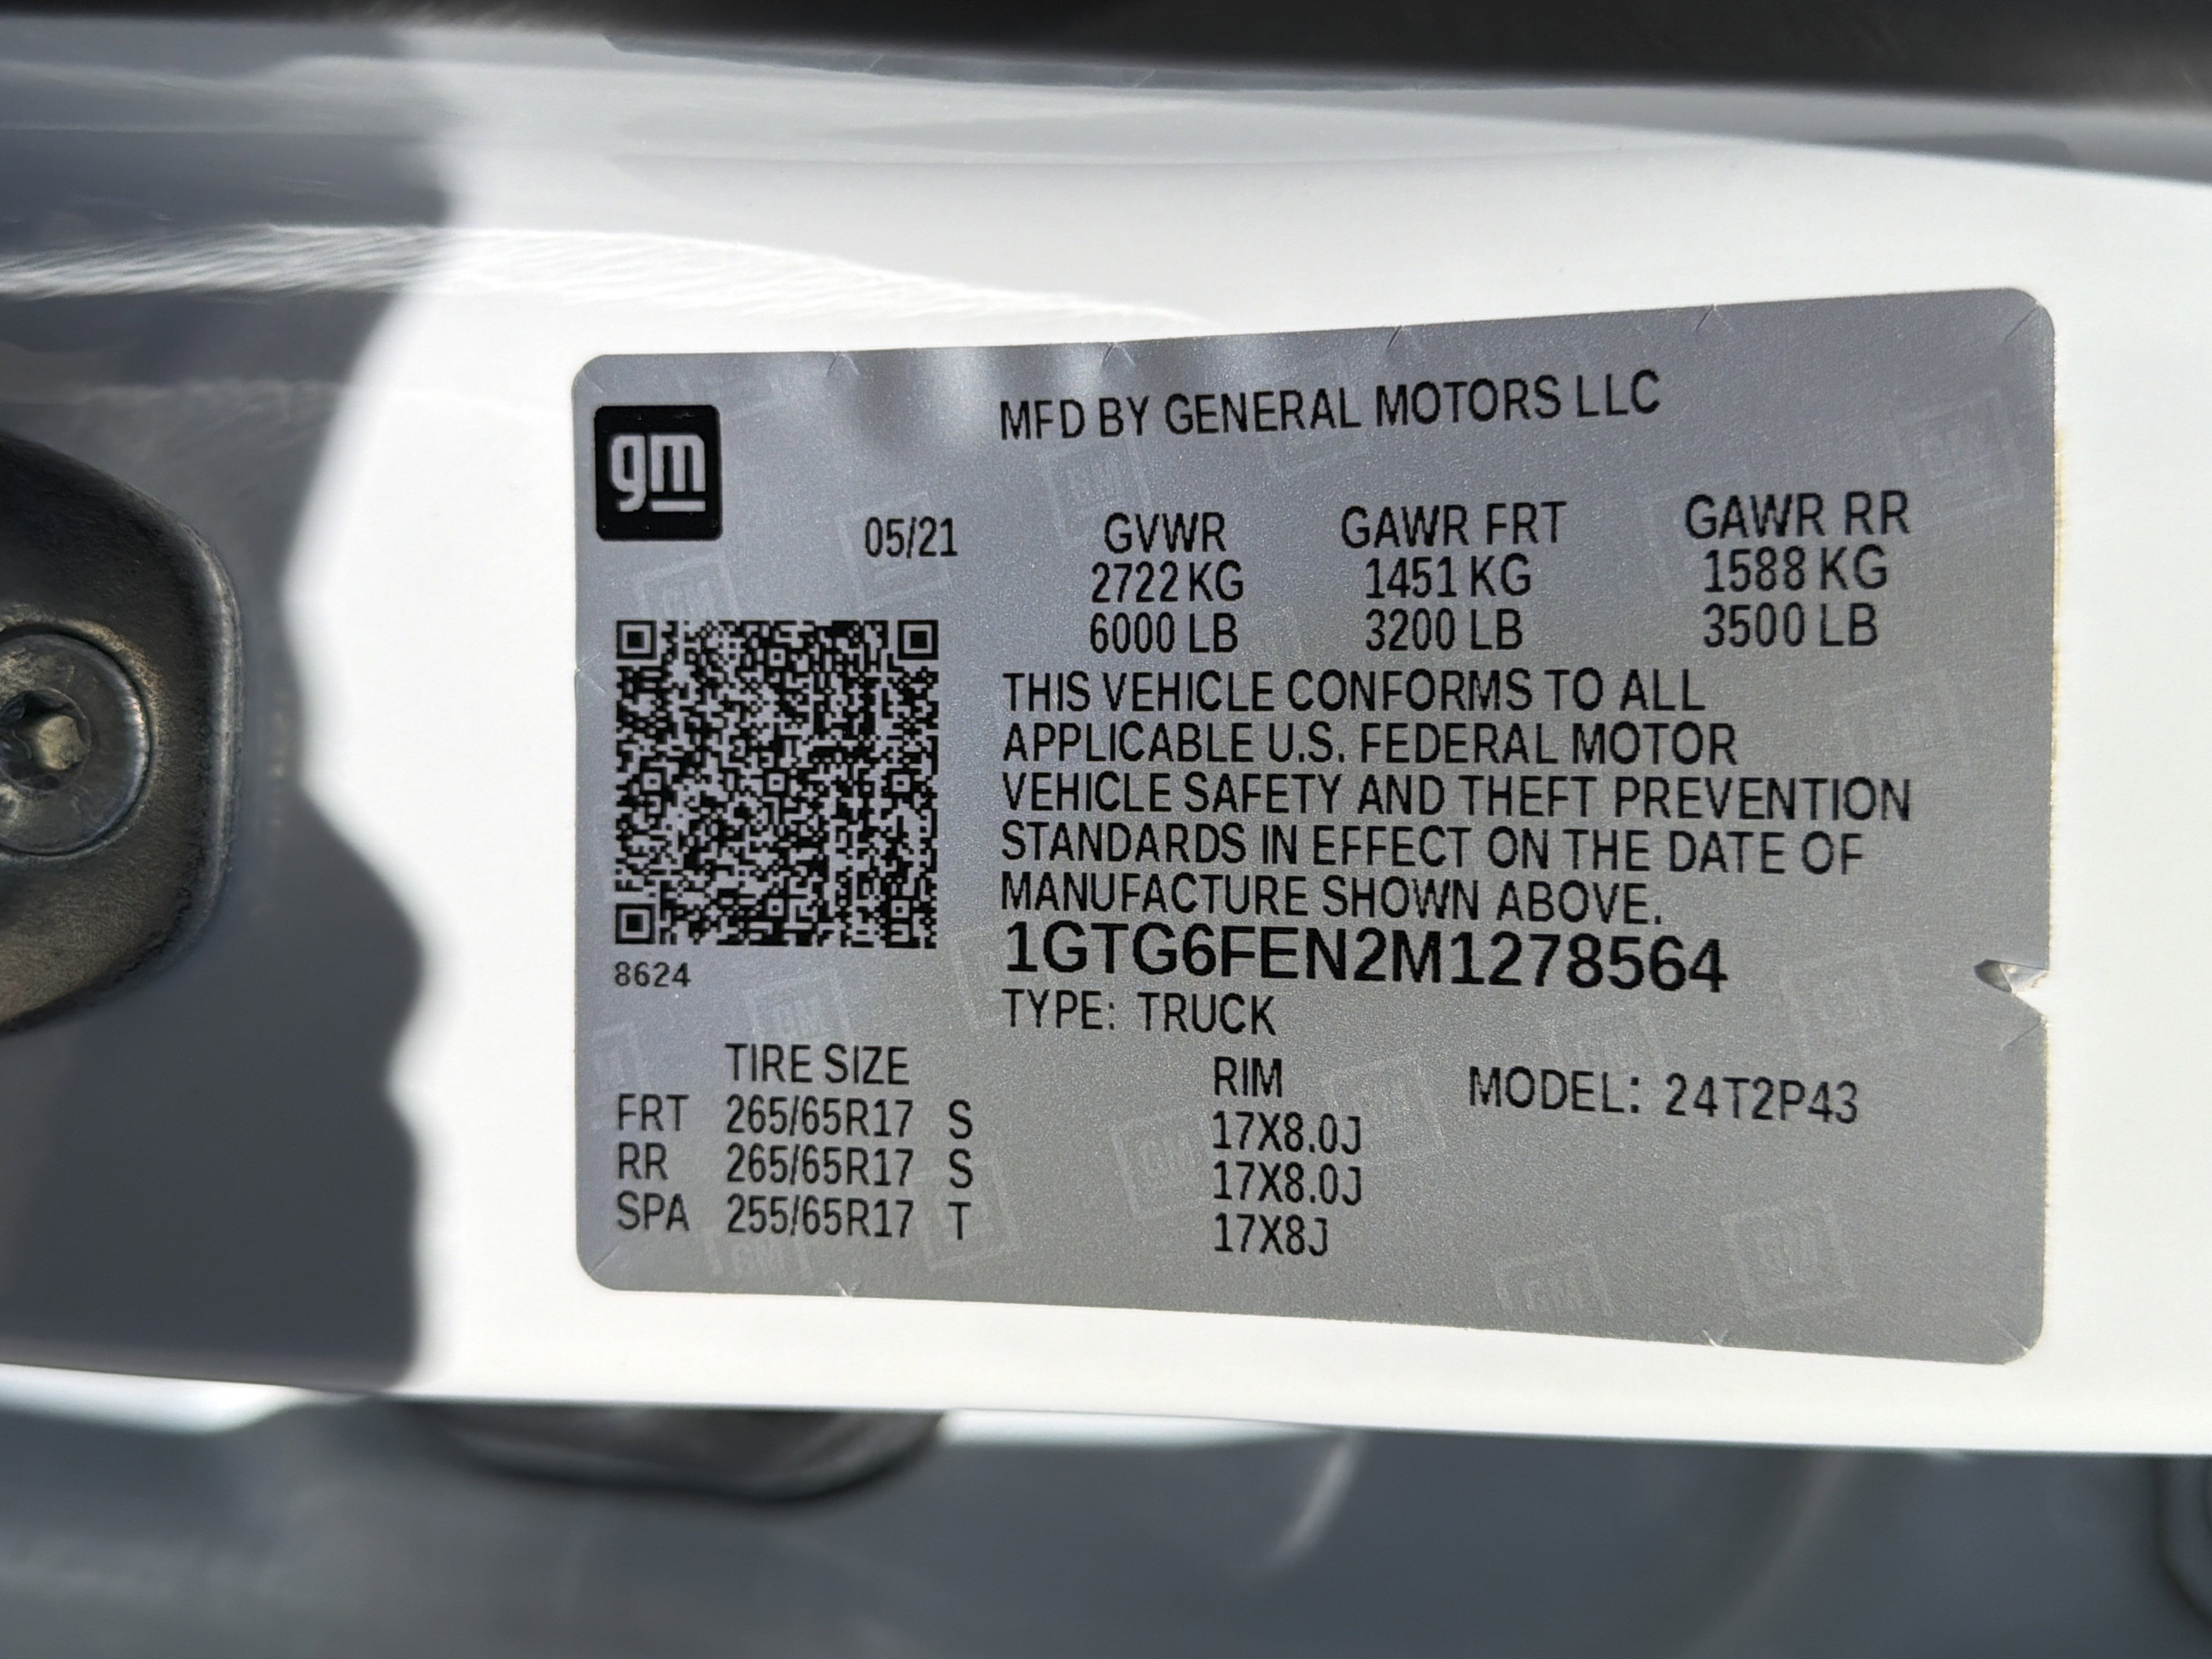 gm
MFD BY GENERAL MOTORS LLC
05/21 GVWR GAWR FRT GAWR RR
2722 KG 1451 KG 1588 KG
6000 LB 3200 LB 3500 LB
THIS VEHICLE CONFORMS TO ALL
APPLICABLE U.S. FEDERAL MOTOR
VEHICLE SAFETY AND THEFT PREVENTION
STANDARDS IN EFFECT ON THE DATE OF
MANUFACTURE SHOWN ABOVE.
1GTG6FEN2M1278564
8624
TYPE: TRUCK
TIRE SIZE RIM MODEL: 24T2P43
FRT 265/65R17 S 17X8.0J
RR 265/65R17 S 17X8.0J
SPA 255/65R17 T 17X8J